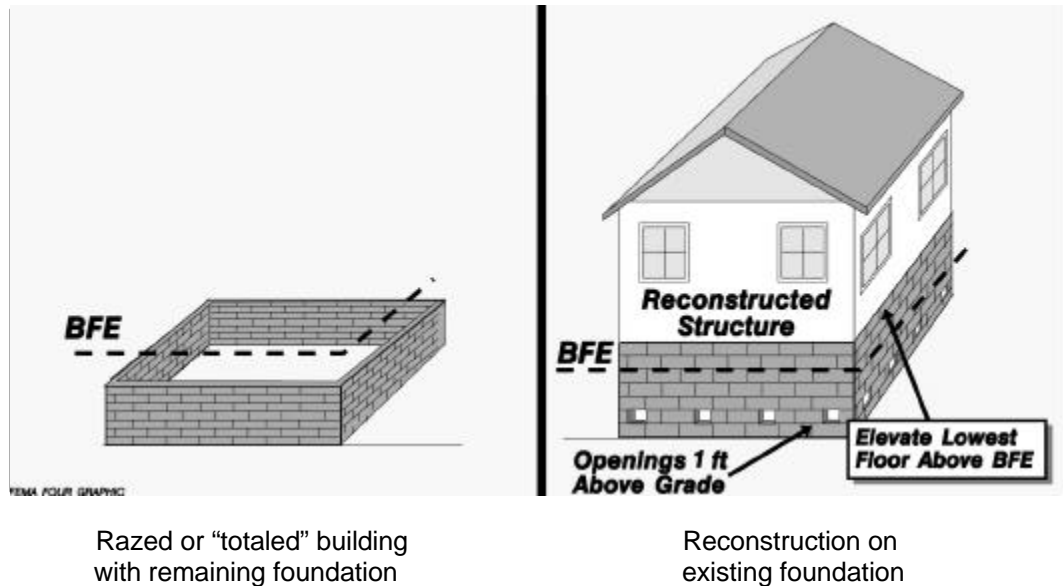 BFE
FEMA FOUR GRAPHIC
Reconstructed
Structure
BFE
Openings 1 ft
Above Grade
Elevate Lowest
Floor Above BFE
Razed or “totaled” building
with remaining foundation
Reconstruction on
existing foundation